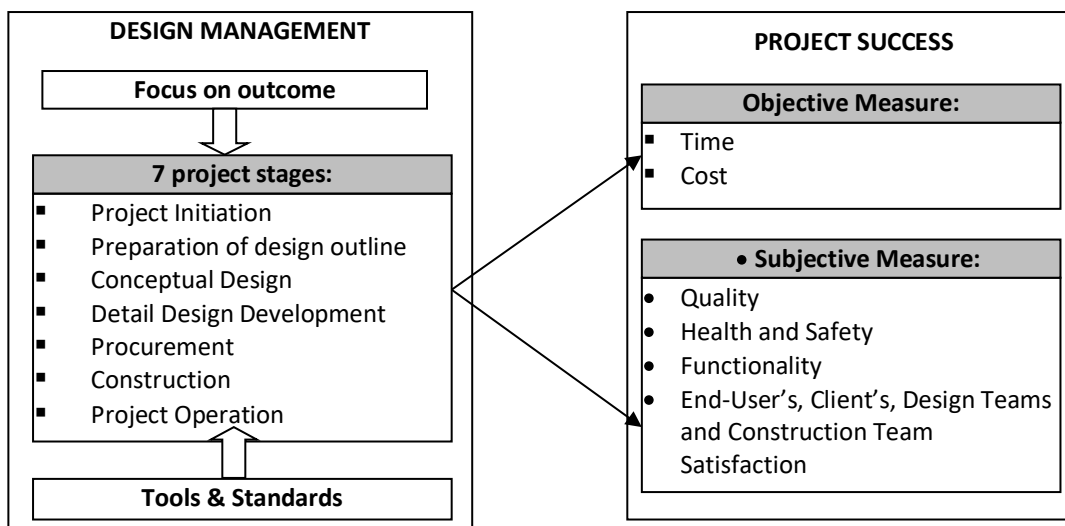 DESIGN MANAGEMENT
Focus on outcome
7 project stages:
▪ Project Initiation
▪ Preparation of design outline
▪ Conceptual Design
▪ Detail Design Development
▪ Procurement
▪ Construction
▪ Project Operation
Tools & Standards
PROJECT SUCCESS
Objective Measure:
▪ Time
▪ Cost
• Subjective Measure:
• Quality
• Health and Safety
• Functionality
• End-User’s, Client’s, Design Teams
and Construction Team
Satisfaction